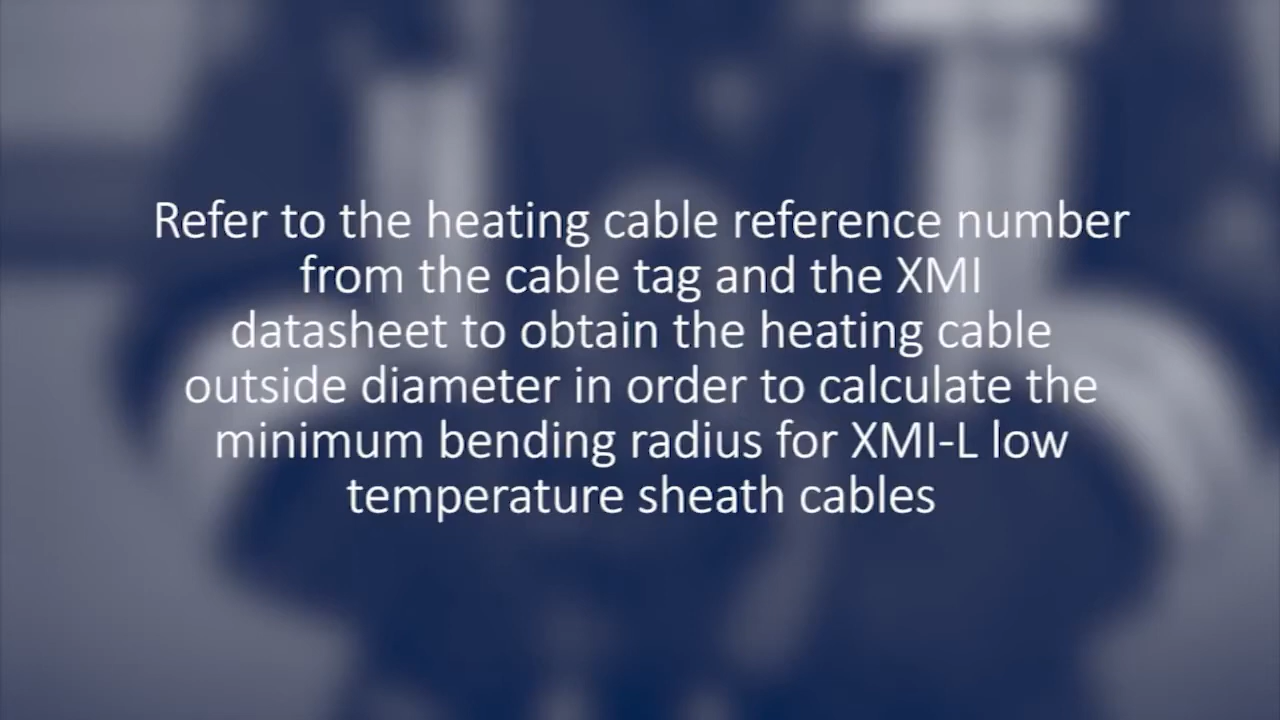 Refer to the heating cable reference number
from the cable tag and the XMI
datasheet to obtain the heating cable
outside diameter in order to calculate the
minimum bending radius for XMI-L low
temperature sheath cables